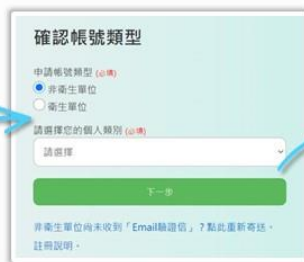 確認帳號類型
申請帳號類型 (必填)
非衛生單位
衛生單位
請選擇您的個人類別 (必填)
請選擇
下一步
非衛生單位尚未收到「Email驗證信」？點此重新寄送。
註冊說明。